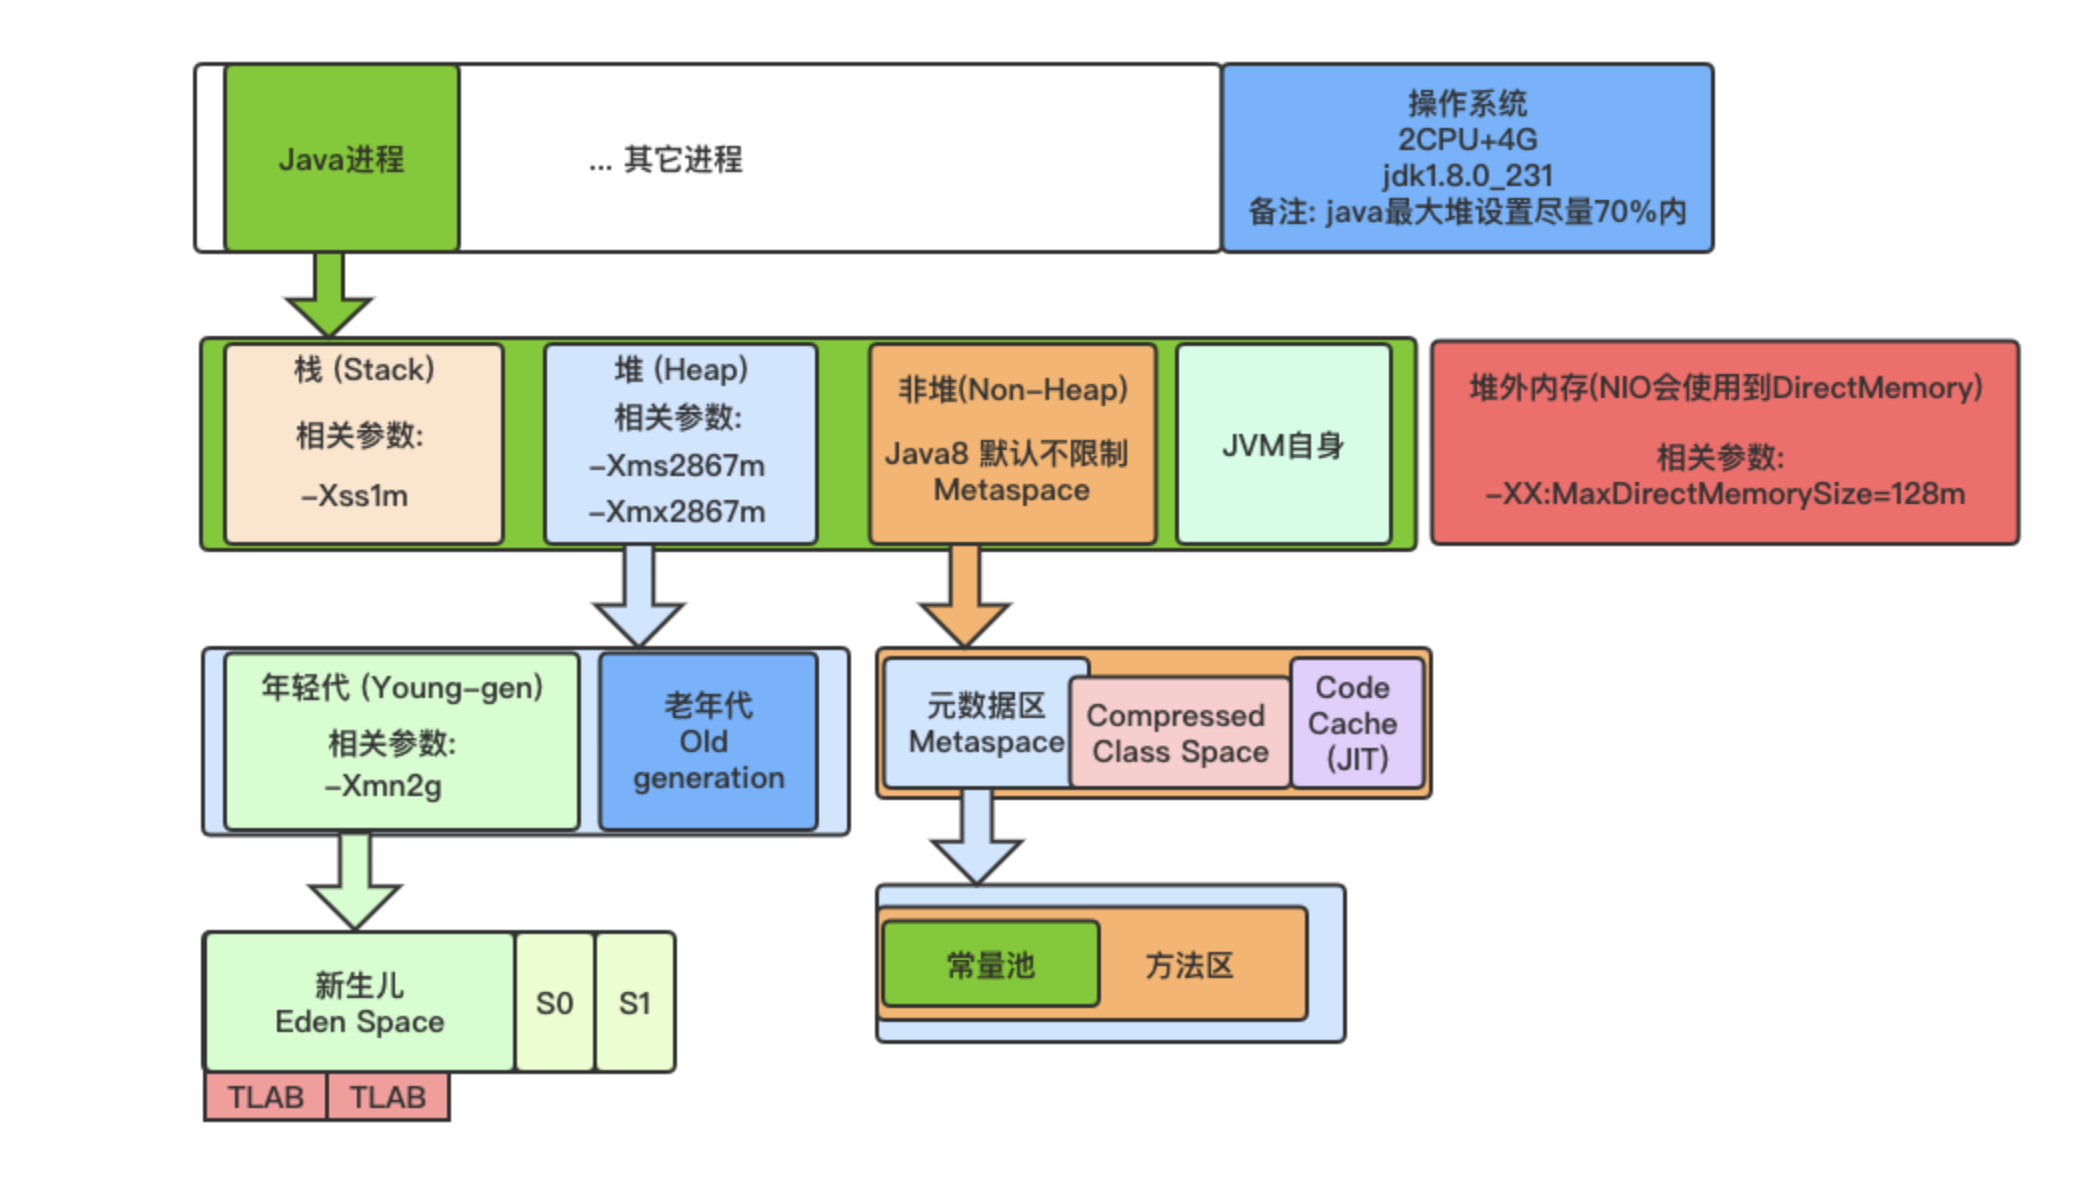 Java进程
... 其它进程
操作系统
2CPU+4G
jdk1.8.0_231
备注: java最大堆设置尽量70%内
栈 (Stack)
相关参数:
-Xss1m
堆 (Heap)
相关参数:
-Xms2867m
-Xmx2867m
非堆(Non-Heap)
Java8 默认不限制
Metaspace
JVM自身
堆外内存(NIO会使用到DirectMemory)
相关参数:
-XX:MaxDirectMemorySize=128m
年轻代 (Young-gen)
相关参数:
-Xmn2g
老年代
Old
generation
元数据区
Metaspace
Compressed
Class Space
Code
Cache
(JIT)
新生儿
Eden Space
S0
S1
TLAB
TLAB
常量池
方法区